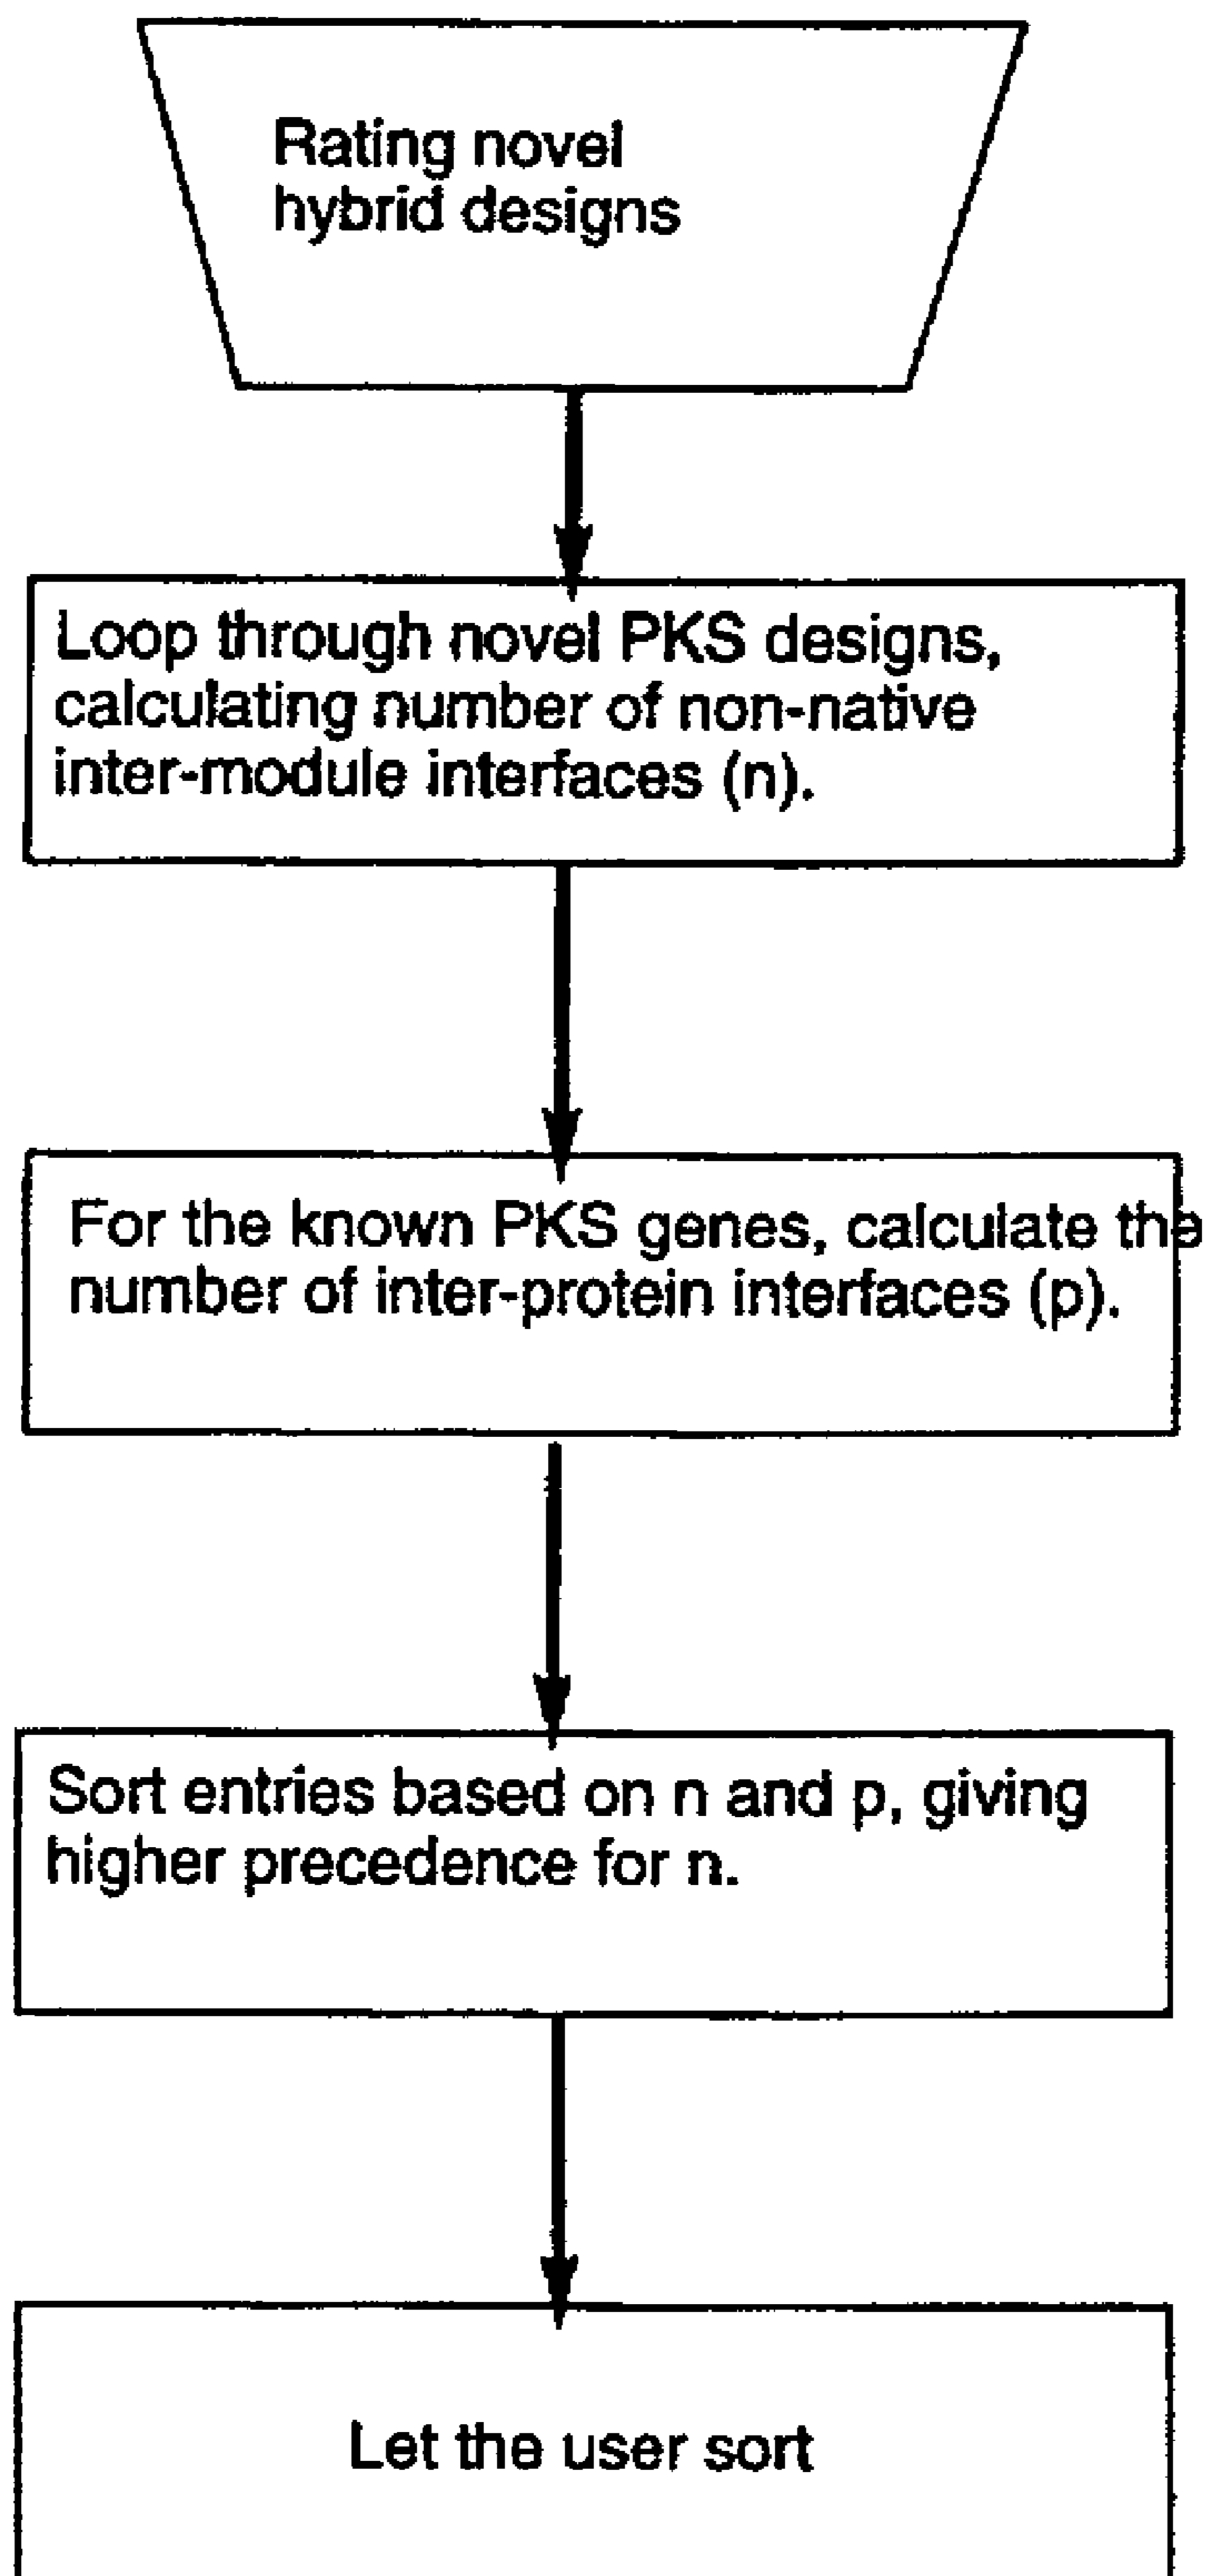 Rating novel
hybrid designs
Loop through novel PKS designs,
calculating number of non-native
inter-module interfaces (n).
For the known PKS genes, calculate the
number of inter-protein interfaces (p).
Sort entries based on n and p, giving
higher precedence for n.
Let the user sort